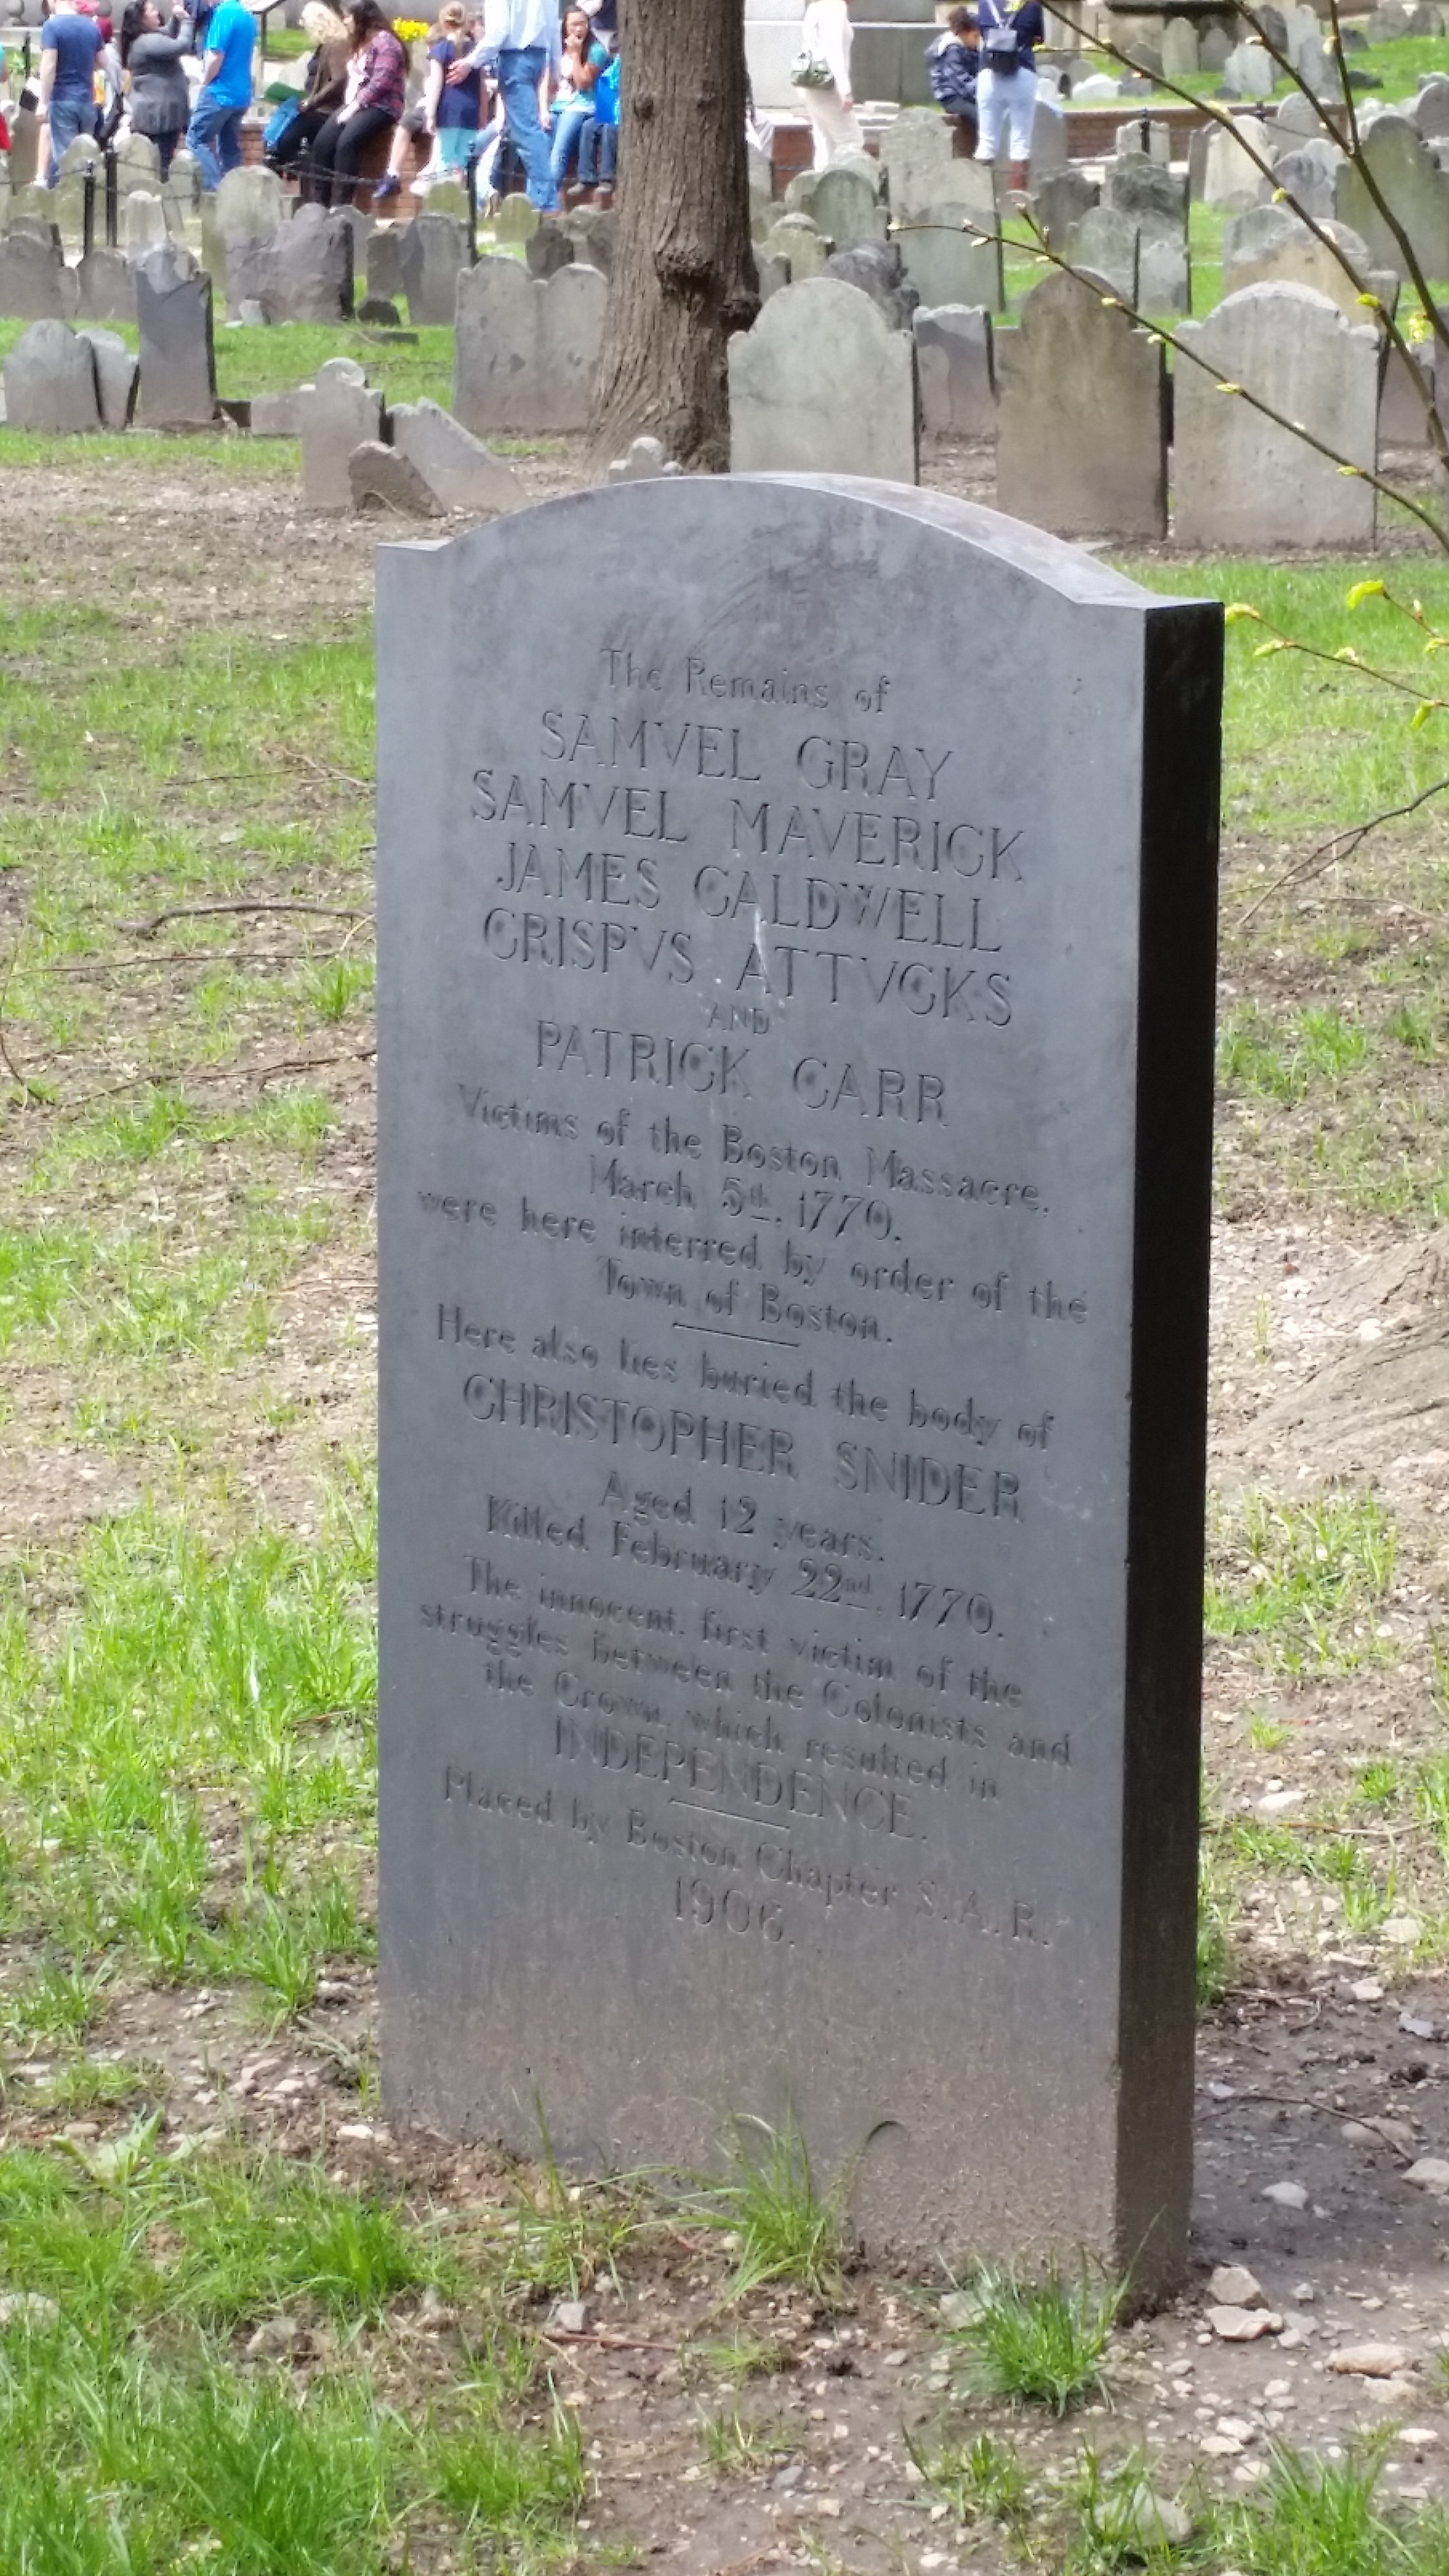 The Remains of
SAMVEL GRAY
SAMVEL MAVERICK
JAMES CALDWELL
CRISPVS ATTVCKS
AND
PATRICK CARR
Victims of the Boston Massacre,
March 5th, 1770,
were here interred by order of the
Town of Boston.
Here also lies buried the body of
CHRISTOPHER SNIDER
Aged 12 years,
Killed February 22nd, 1770.
The innocent, first victim of the
struggles between the Colonists and
the Crown, which resulted in
INDEPENDENCE.
Placed by Boston Chapter S.A.R.
1906.